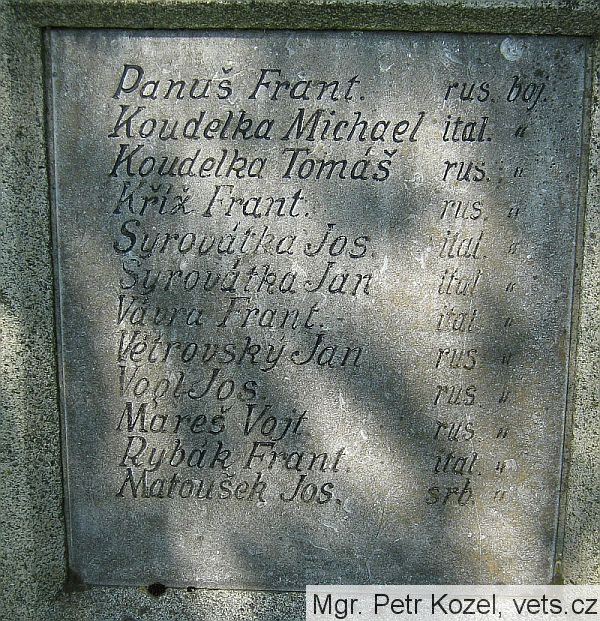 Panuš Frant. rus. boj.
Koudelka Michael ital. "
Koudelka Tomáš rus. "
Kříž Frant. rus. "
Syrovátka Jos. ital. "
Syrovátka Jan ital. "
Vávru Frant. ital. "
Větrovský Jan rus "
Vogl Jos. rus. "
Mareš Vojt rus "
Rybák Frant. ital. "
Matoušek Jos. srb. "
Mgr. Petr Kozel, vets.cz